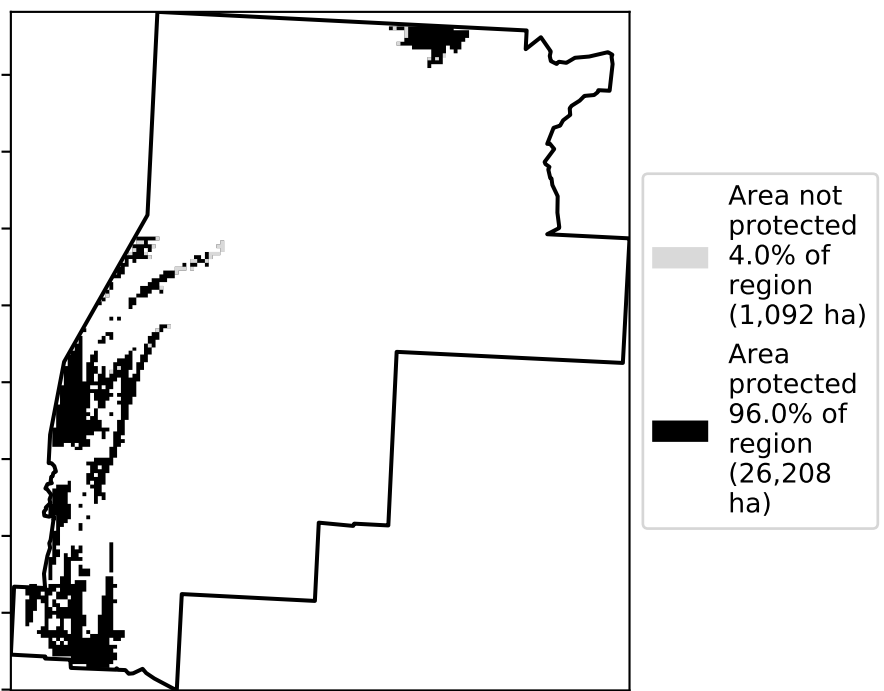 Area not
protected
4.0% of
region
(1,092 ha)
Area
protected
96.0% of
region
(26,208
ha)